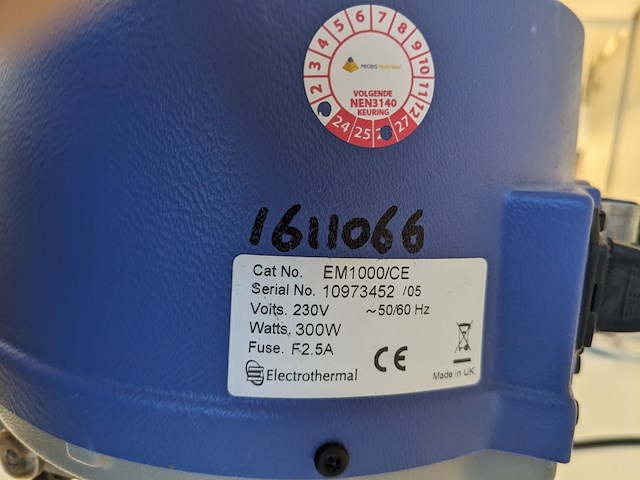 2 3 4 5 6 7 8 9 10 11 12
PROBIS
VOLGENDE
NEN3140
KEURING
24 25 27
1611066
Cat No. EM1000/CE
Serial No. 10973452 /05
Volts. 230V ~50/60 Hz
Watts. 300W
Fuse. F2.5A
CE
Electrothermal
Made in UK